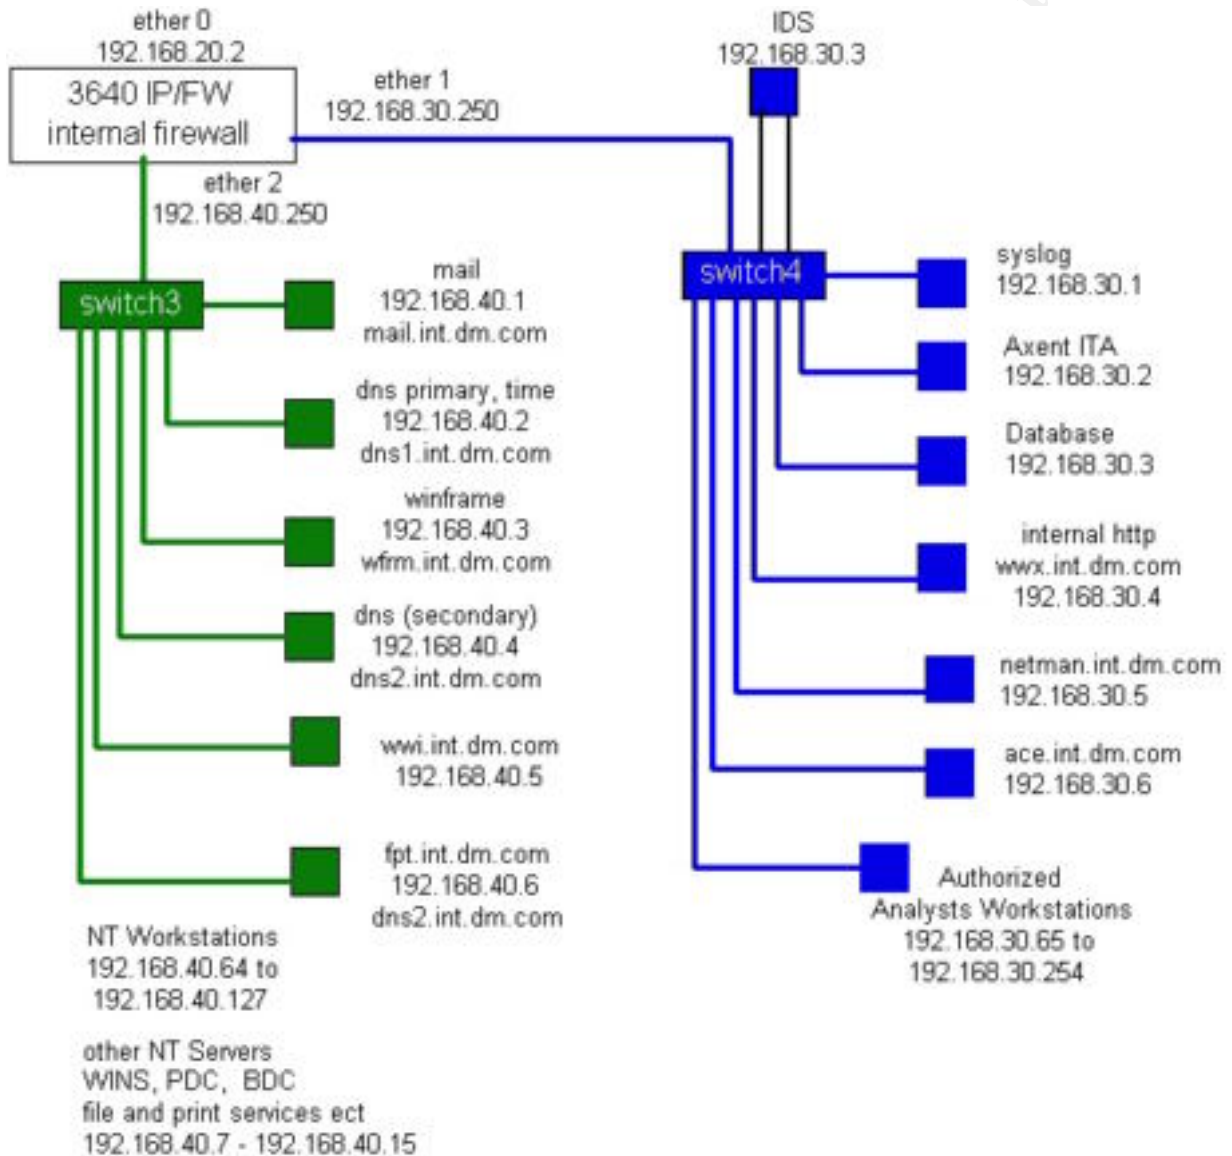 ether 0
192.168.20.2
3640 IP/FW
internal firewall
ether 1
192.168.30.250
ether 2
192.168.40.250
IDS
192.168.30.3
switch3
mail
192.168.40.1
mail.int.dm.com
dns primary, time
192.168.40.2
dns1.int.dm.com
winframe
192.168.40.3
wfrm.int.dm.com
dns (secondary)
192.168.40.4
dns2.int.dm.com
wwi.int.dm.com
192.168.40.5
fpt.int.dm.com
192.168.40.6
dns2.int.dm.com
NT Workstations
192.168.40.64 to
192.168.40.127
other NT Servers
WINS, PDC, BDC
file and print services ect
192.168.40.7 - 192.168.40.15
switch4
syslog
192.168.30.1
Axent ITA
192.168.30.2
Database
192.168.30.3
internal http
wwx.int.dm.com
192.168.30.4
netman.int.dm.com
192.168.30.5
ace.int.dm.com
192.168.30.6
Authorized
Analysts Workstations
192.168.30.65 to
192.168.30.254